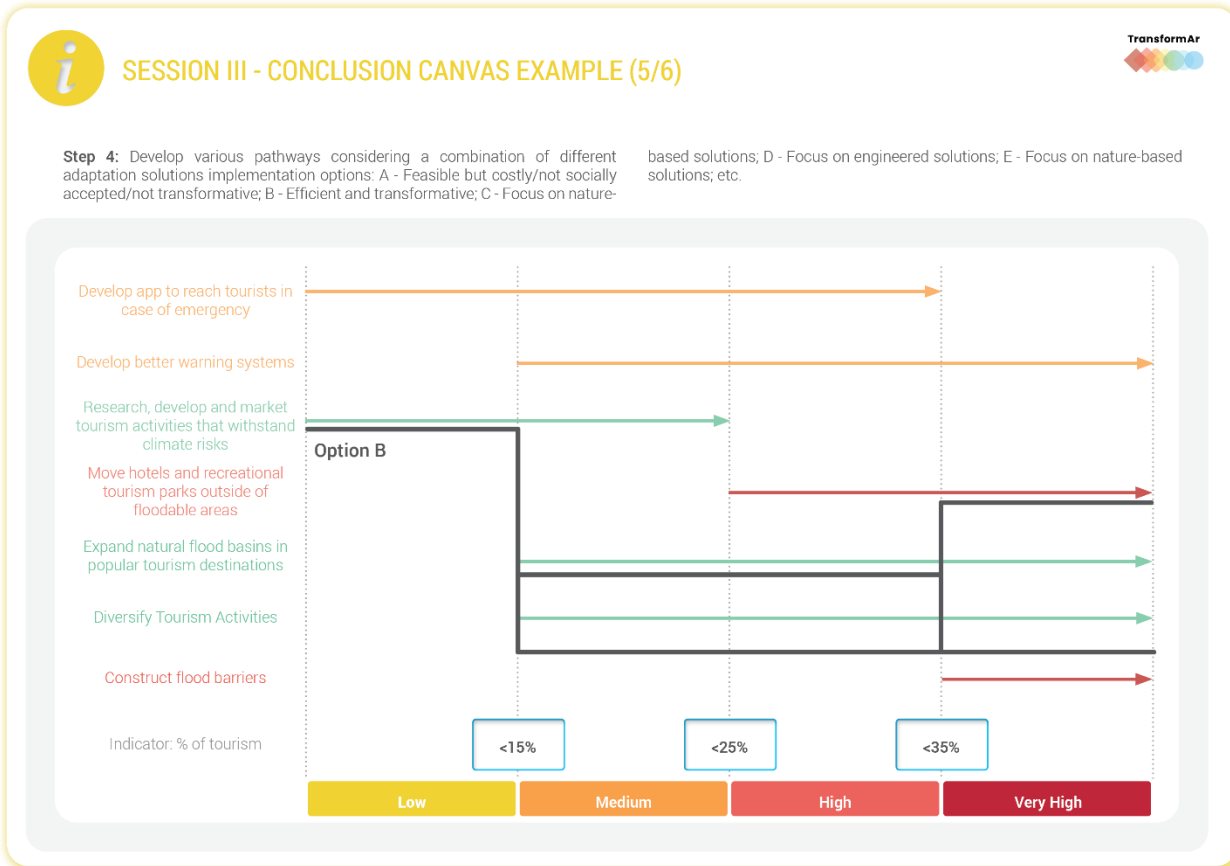 i
SESSION III - CONCLUSION CANVAS EXAMPLE (5/6)
TransformAr
Step 4: Develop various pathways considering a combination of different
adaptation solutions implementation options: A - Feasible but costly/not socially
accepted/not transformative; B - Efficient and transformative; C - Focus on nature-
based solutions; D - Focus on engineered solutions; E - Focus on nature-based
solutions; etc.
Develop app to reach tourists in
case of emergency
Develop better warning systems
Research, develop and market
tourism activities that withstand
climate risks
Option B
Move hotels and recreational
tourism parks outside of
floodable areas
Expand natural flood basins in
popular tourism destinations
Diversify Tourism Activities
Construct flood barriers
Indicator: % of tourism
<15%
<25%
<35%
Low
Medium
High
Very High